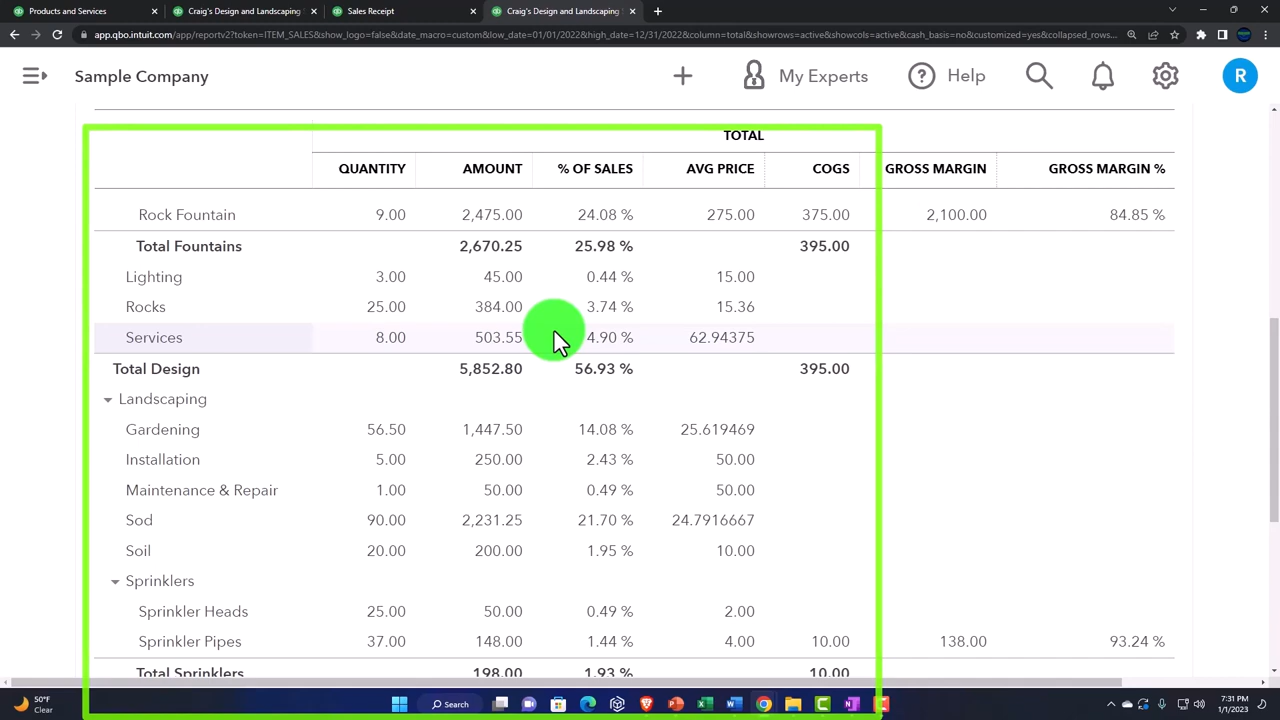 Products and Services
Craig's Design and Landscaping
Sales Receipt
Craig's Design and Landscaping
app.qbo.intuit.com/app/reportv2?token=ITEM_SALES&show_logo=false&date_macro=custom&low_date=01/01/2022&high_date=12/31/2022&column=total&showrows=active&showcols=active&cash_basis=no&customized=yes&collapsed_rows...
Sample Company
My Experts
Help
R
TOTAL
QUANTITY AMOUNT % OF SALES AVG PRICE COGS GROSS MARGIN GROSS MARGIN %
Rock Fountain 9.00 2,475.00 24.08 % 275.00 375.00 2,100.00 84.85 %
Total Fountains 2,670.25 25.98 % 395.00
Lighting 3.00 45.00 0.44 % 15.00
Rocks 25.00 384.00 3.74 % 15.36
Services 8.00 503.55 4.90 % 62.94375
Total Design 5,852.80 56.93 % 395.00
Landscaping
Gardening 56.50 1,447.50 14.08 % 25.619469
Installation 5.00 250.00 2.43 % 50.00
Maintenance & Repair 1.00 50.00 0.49 % 50.00
Sod 90.00 2,231.25 21.70 % 24.7916667
Soil 20.00 200.00 1.95 % 10.00
Sprinklers
Sprinkler Heads 25.00 50.00 0.49 % 2.00
Sprinkler Pipes 37.00 148.00 1.44 % 4.00 10.00 138.00 93.24 %
Total Sprinklers 198.00 1.93 % 10.00
50°F
Clear
Search
7:31 PM
1/1/2023